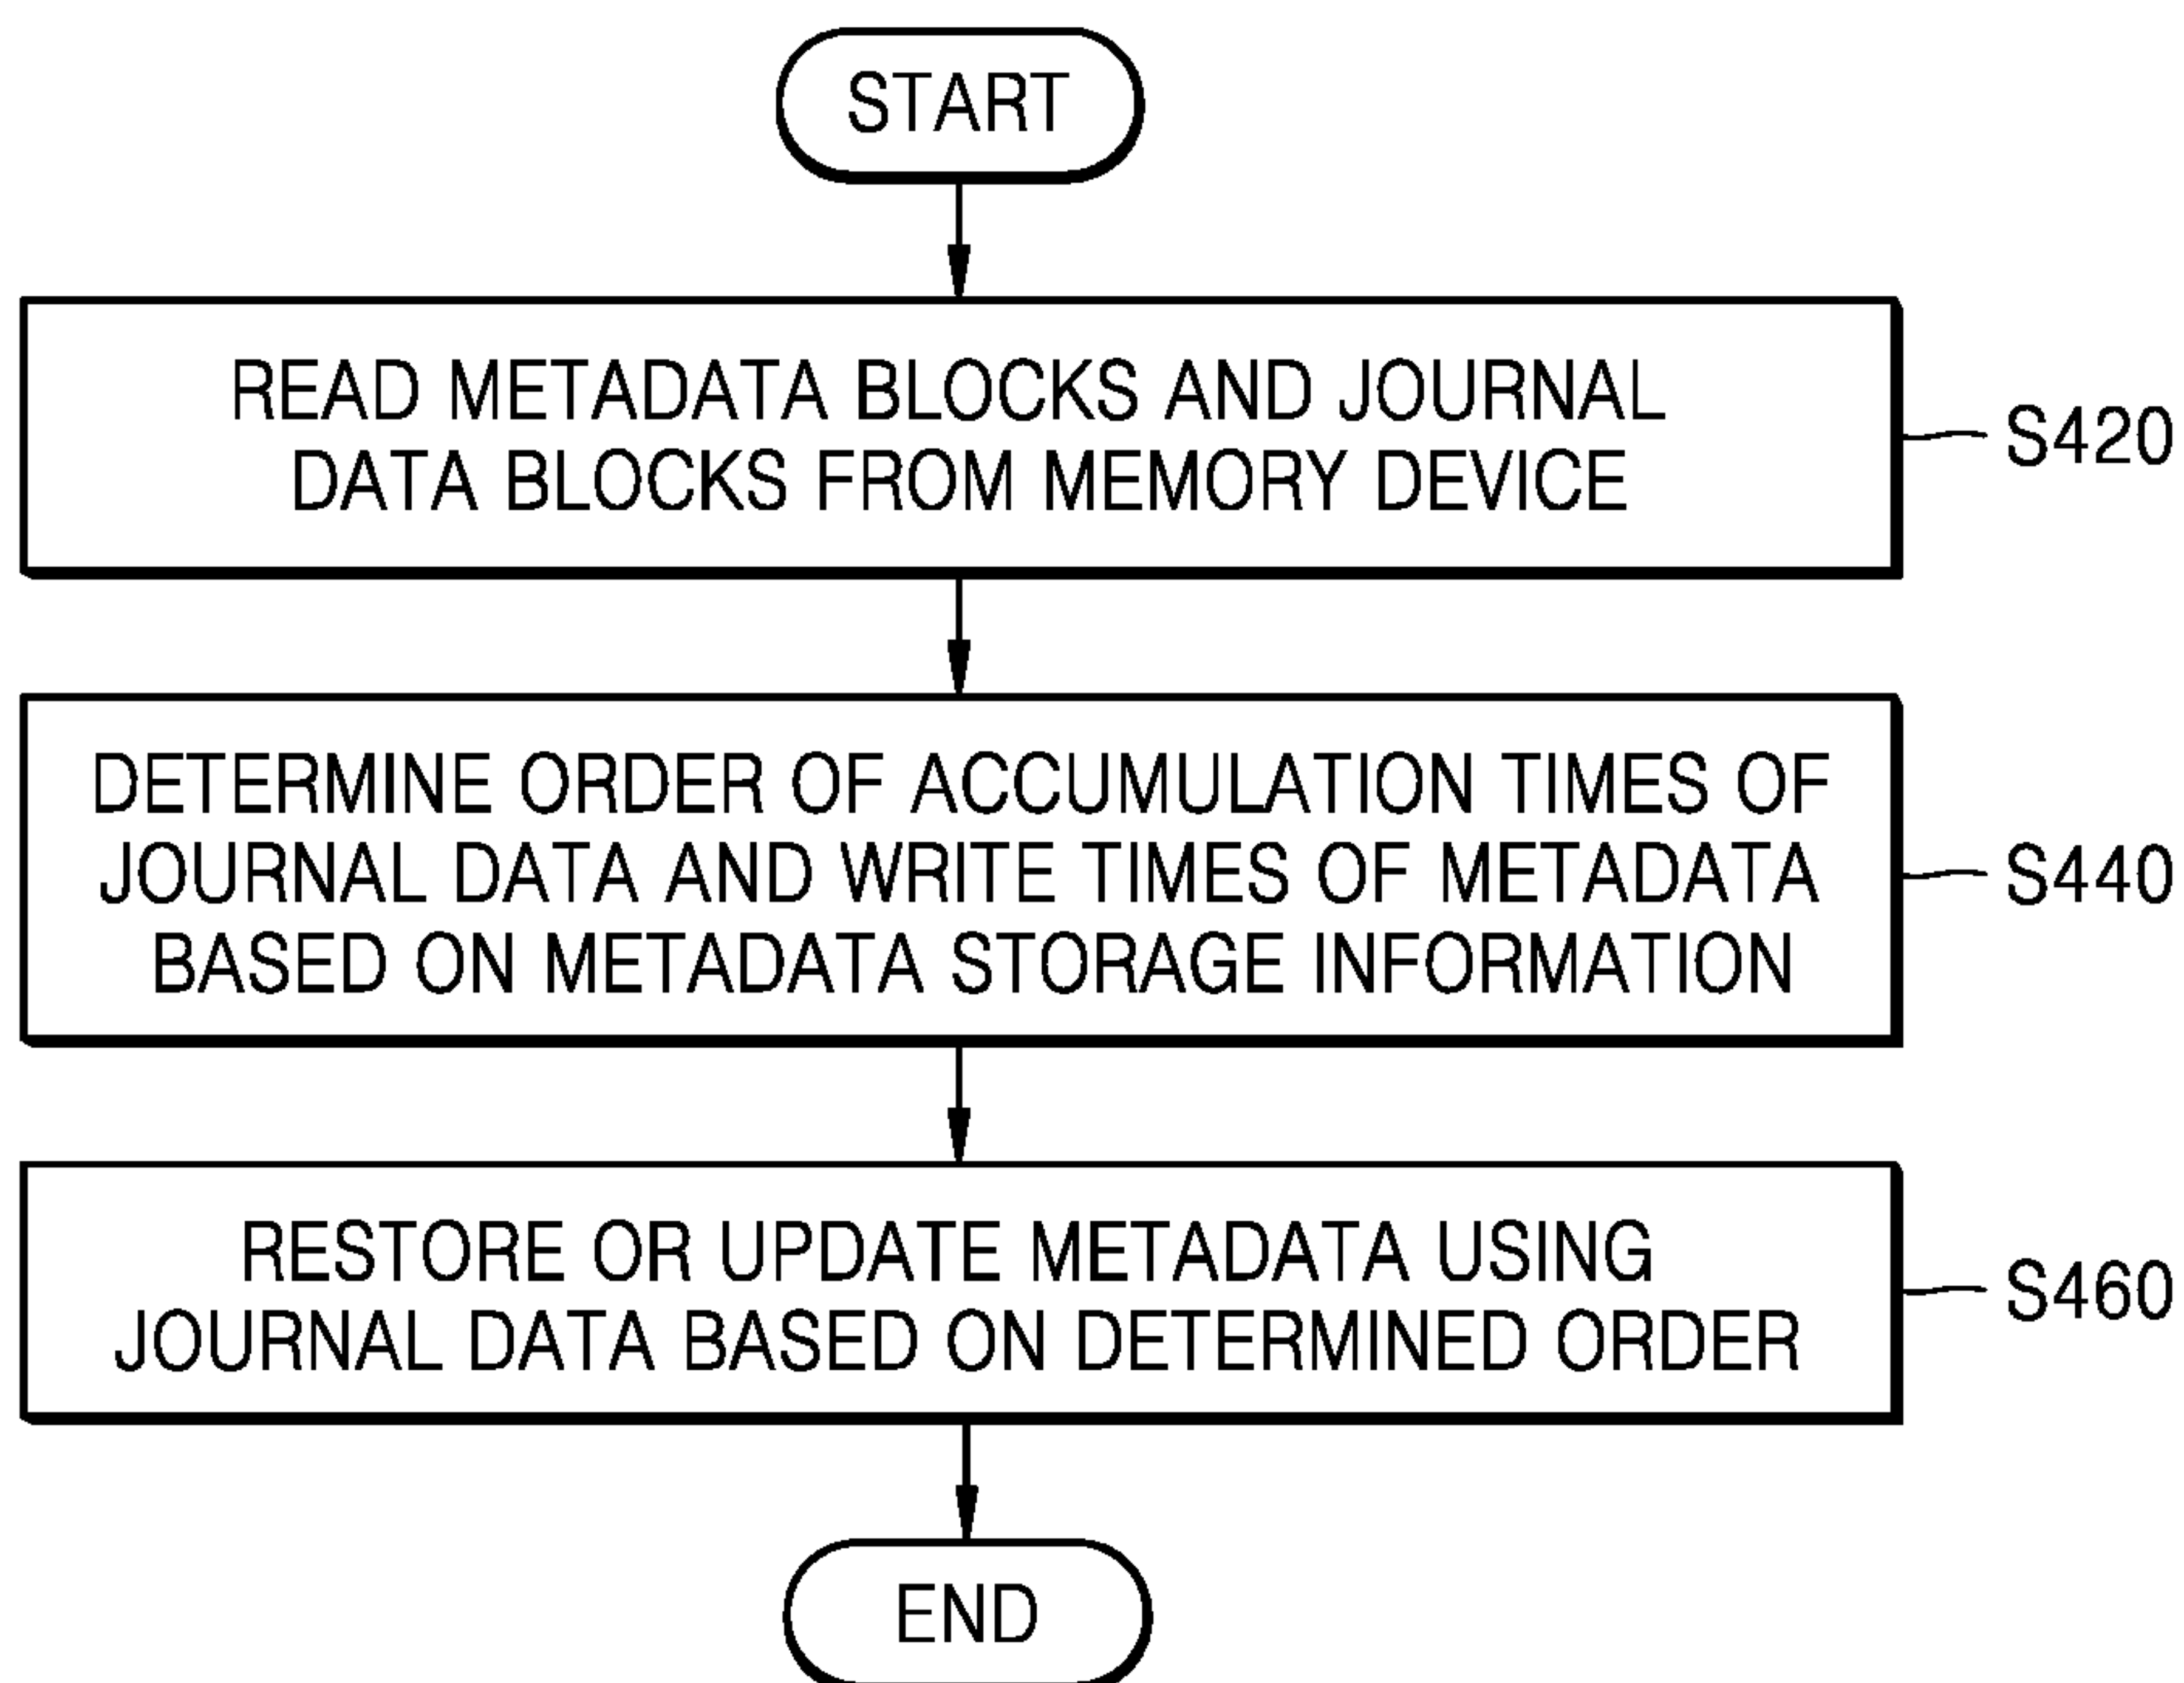 START
READ METADATA BLOCKS AND JOURNAL
DATA BLOCKS FROM MEMORY DEVICE
S420
DETERMINE ORDER OF ACCUMULATION TIMES OF
JOURNAL DATA AND WRITE TIMES OF METADATA
BASED ON METADATA STORAGE INFORMATION
S440
RESTORE OR UPDATE METADATA USING
JOURNAL DATA BASED ON DETERMINED ORDER
S460
END